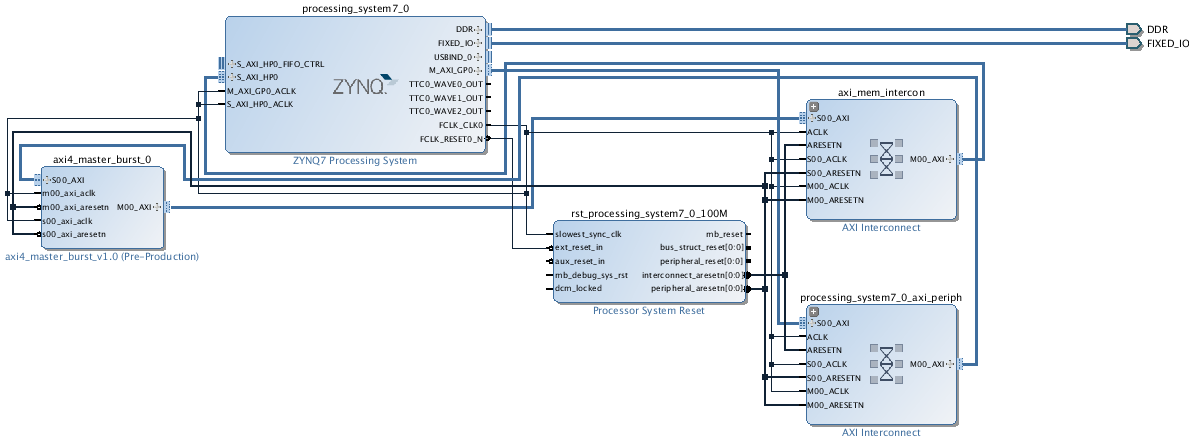 processing_system7_0
DDR
FIXED_IO
USBIND_0
S_AXI_HP0_FIFO_CTRL
M_AXI_GP0
S_AXI_HP0
TTC0_WAVE0_OUT
M_AXI_GP0_ACLK
TTC0_WAVE1_OUT
S_AXI_HP0_ACLK
TTC0_WAVE2_OUT
FCLK_CLK0
FCLK_RESET0_N
ZYNQ
ZYNQ7 Processing System
DDR
FIXED_IO
axi_mem_intercon
S00_AXI
ACLK
ARESETN
S00_ACLK
M00_AXI
S00_ARESETN
M00_ACLK
M00_ARESETN
AXI Interconnect
axi4_master_burst_0
S00_AXI
m00_axi_aclk
m00_axi_aresetn
M00_AXI
s00_axi_aclk
s00_axi_aresetn
axi4_master_burst_v1.0 (Pre-Production)
rst_processing_system7_0_100M
slowest_sync_clk
mb_reset
ext_reset_in
bus_struct_reset[0:0]
aux_reset_in
peripheral_reset[0:0]
mb_debug_sys_rst
interconnect_aresetn[0:0]
dcm_locked
peripheral_aresetn[0:0]
Processor System Reset
processing_system7_0_axi_periph
S00_AXI
ACLK
ARESETN
S00_ACLK
M00_AXI
S00_ARESETN
M00_ACLK
M00_ARESETN
AXI Interconnect